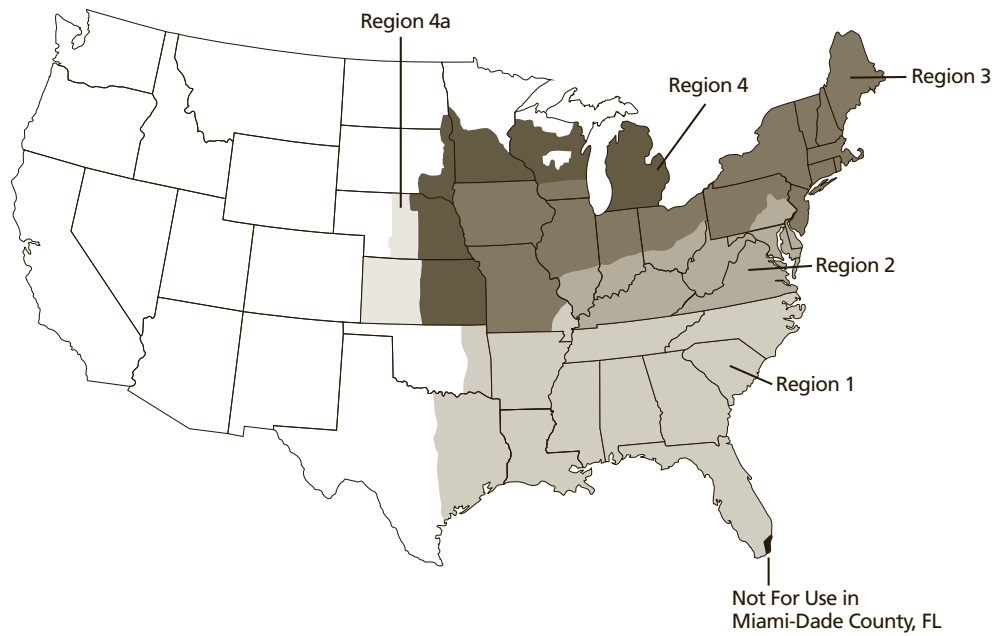 Region 4a
Region 4
Region 3
Region 2
Region 1
Not For Use in
Miami-Dade County, FL